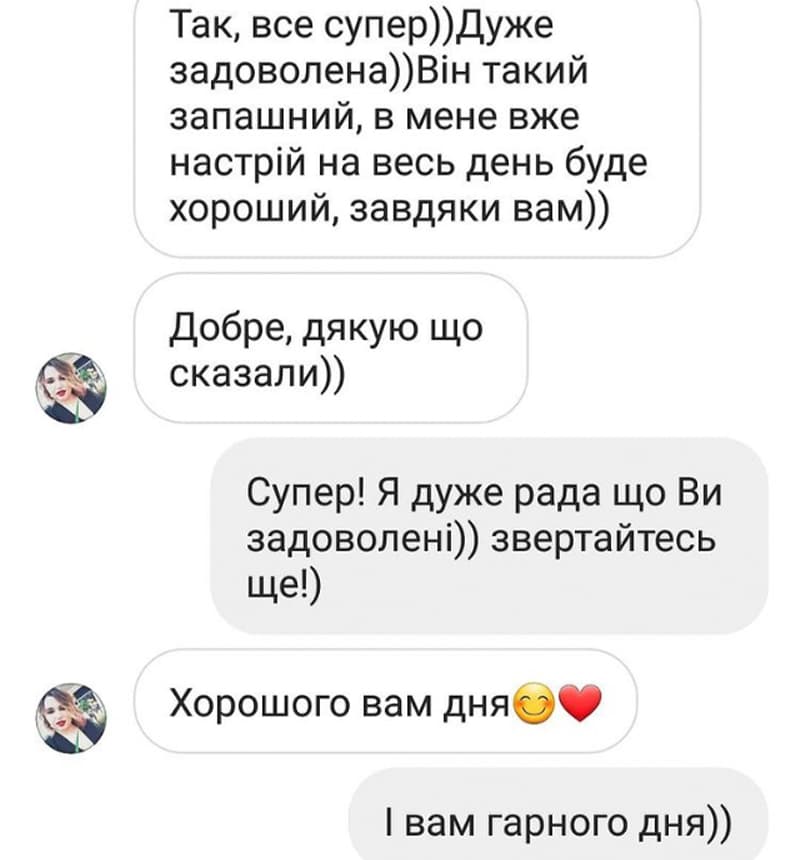 Так, все супер))Дуже
задоволена))Він такий
запашний, в мене вже
настрій на весь день буде
хороший, завдяки вам))
Добре, дякую що
сказали))
Супер! Я дуже рада що Ви
задоволені)) звертайтесь
ще!)
Хорошого вам дня😊❤️
І вам гарного дня))